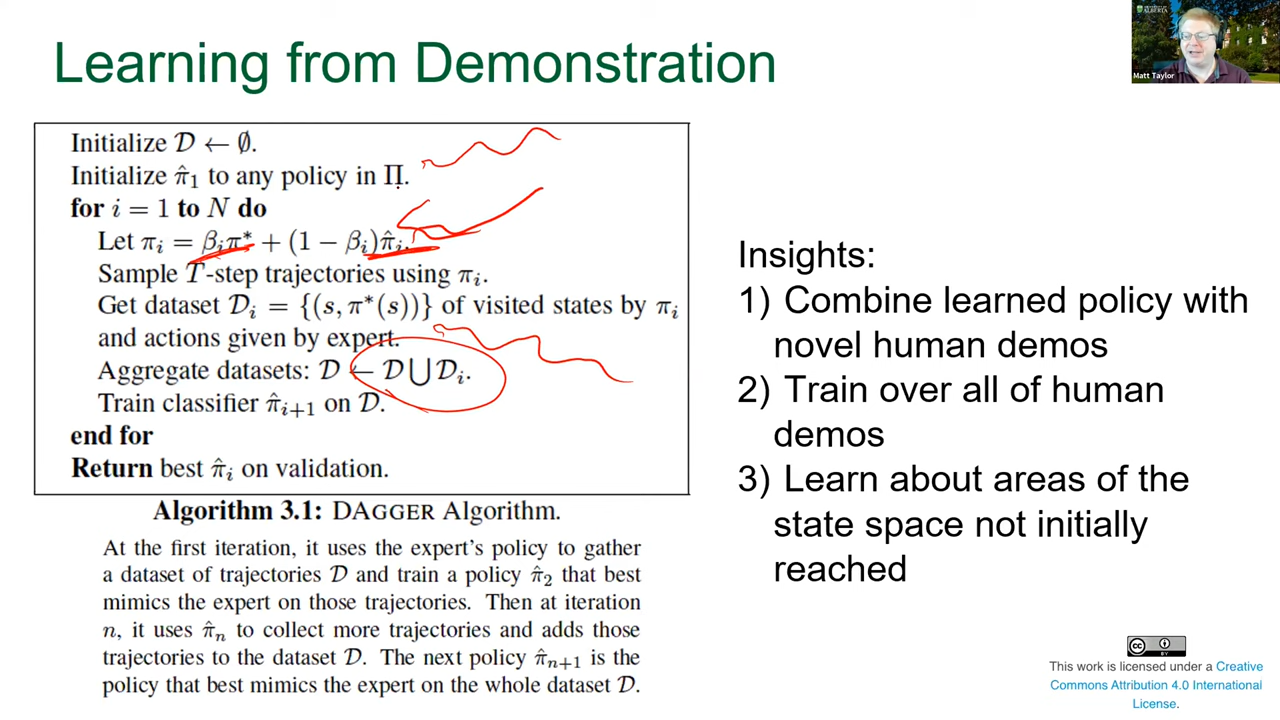 Learning from Demonstration
UNIVERSITY OF
ALBERTA
Matt Taylor
Initialize 𝒟 ← ∅.
Initialize π̂₁ to any policy in Π.
for i = 1 to N do
Let πᵢ = βᵢπ* + (1 − βᵢ)π̂ᵢ.
Sample T-step trajectories using πᵢ.
Get dataset 𝒟ᵢ = {(s, π*(s))} of visited states by πᵢ
and actions given by expert.
Aggregate datasets: 𝒟 ← 𝒟 ⋃ 𝒟ᵢ.
Train classifier π̂ᵢ₊₁ on 𝒟.
end for
Return best π̂ᵢ on validation.
Algorithm 3.1: DAGGER Algorithm.
At the first iteration, it uses the expert's policy to gather
a dataset of trajectories 𝒟 and train a policy π̂₂ that best
mimics the expert on those trajectories. Then at iteration
n, it uses π̂ₙ to collect more trajectories and adds those
trajectories to the dataset 𝒟. The next policy π̂ₙ₊₁ is the
policy that best mimics the expert on the whole dataset 𝒟.
Insights:
1) Combine learned policy with
novel human demos
2) Train over all of human
demos
3) Learn about areas of the
state space not initially
reached
cc BY
This work is licensed under a Creative
Commons Attribution 4.0 International
License.